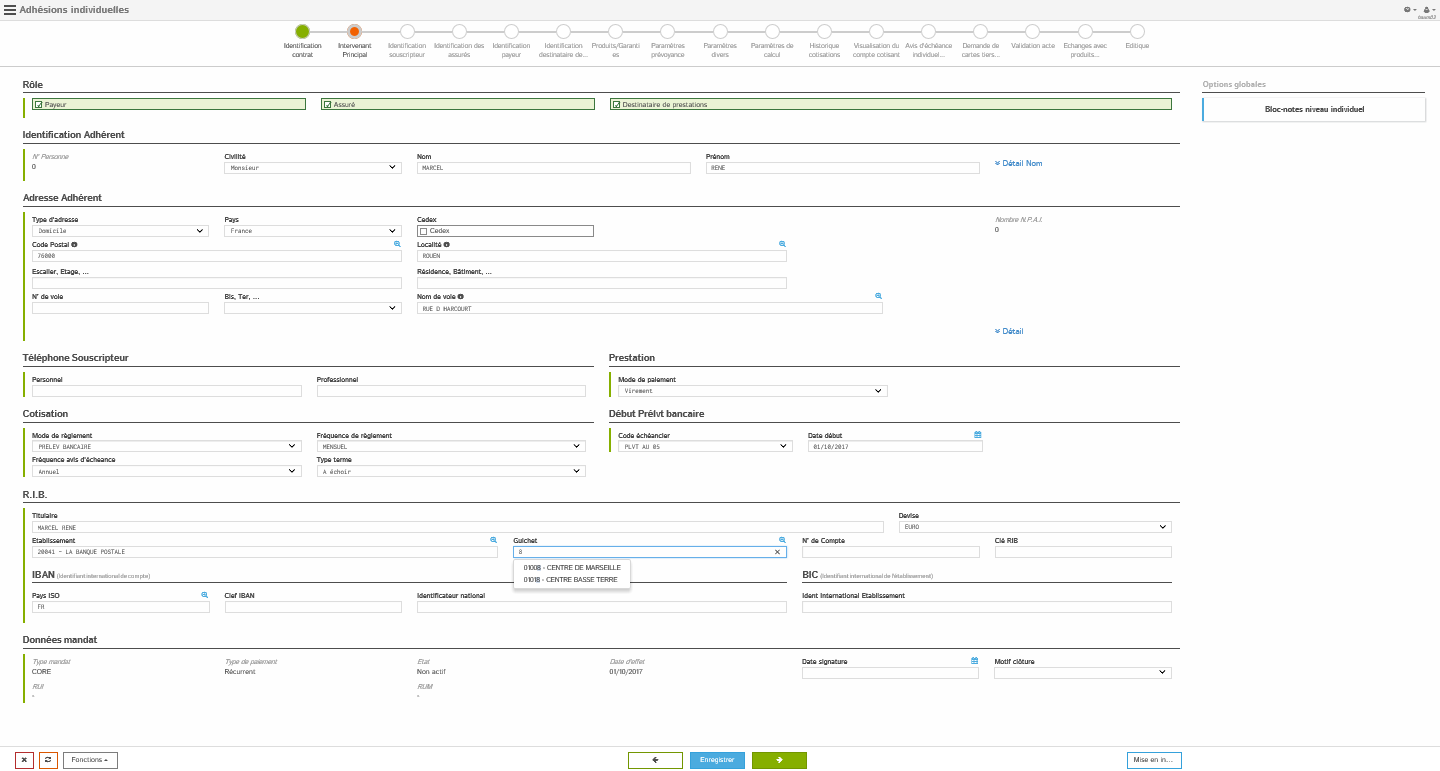 Adhésions individuelles
Identification contrat
Intervenant Principal
Identification souscripteur
Identification des assurés
Identification payeur
Identification destinataire de...
Produits/Garanties
Paramètres prévoyance
Paramètres divers
Paramètres de calcul
Historique cotisations
Visualisation du compte cotisant
Avis d'échéance individuel...
Demande de cartes tiers...
Validation acte
Echanges avec produits...
Editique
Rôle
Payeur
Assuré
Destinataire de prestations
Options globales
Bloc-notes niveau individuel
Identification Adhérent
N° Personne
0
Civilité
Monsieur
Nom
MARCEL
Prénom
RENE
Détail Nom
Adresse Adhérent
Type d'adresse
Domicile
Pays
France
Cedex
Cedex
Nombre N.P.A.I.
0
Code Postal
76000
Localité
ROUEN
Escalier, Etage, ...
Résidence, Bâtiment, ...
N° de voie
Bis, Ter, ...
Nom de voie
RUE D HARCOURT
Détail
Téléphone Souscripteur
Personnel
Professionnel
Prestation
Mode de paiement
Virement
Cotisation
Mode de règlement
PRELEV BANCAIRE
Fréquence de règlement
MENSUEL
Fréquence avis d'écheance
Annuel
Type terme
A échoir
Début Prélvt bancaire
Code échéancier
PLVT AU 05
Date début
01/10/2017
R.I.B.
Titulaire
MARCEL RENE
Devise
EURO
Etablissement
20041 - LA BANQUE POSTALE
Guichet
8
01008 - CENTRE DE MARSEILLE
01018 - CENTRE BASSE TERRE
N° de Compte
Clé RIB
IBAN (Identifiant international de compte)
BIC (Identifiant international de l'établissement)
Pays ISO
FR
Clef IBAN
Identificateur national
Ident International Etablissement
Données mandat
Type mandat
CORE
Type de paiement
Récurrent
Etat
Non actif
Date d'effet
01/10/2017
Date signature
Motif clôture
RUI
-
RUM
-
Fonctions
Enregistrer
Mise en in...